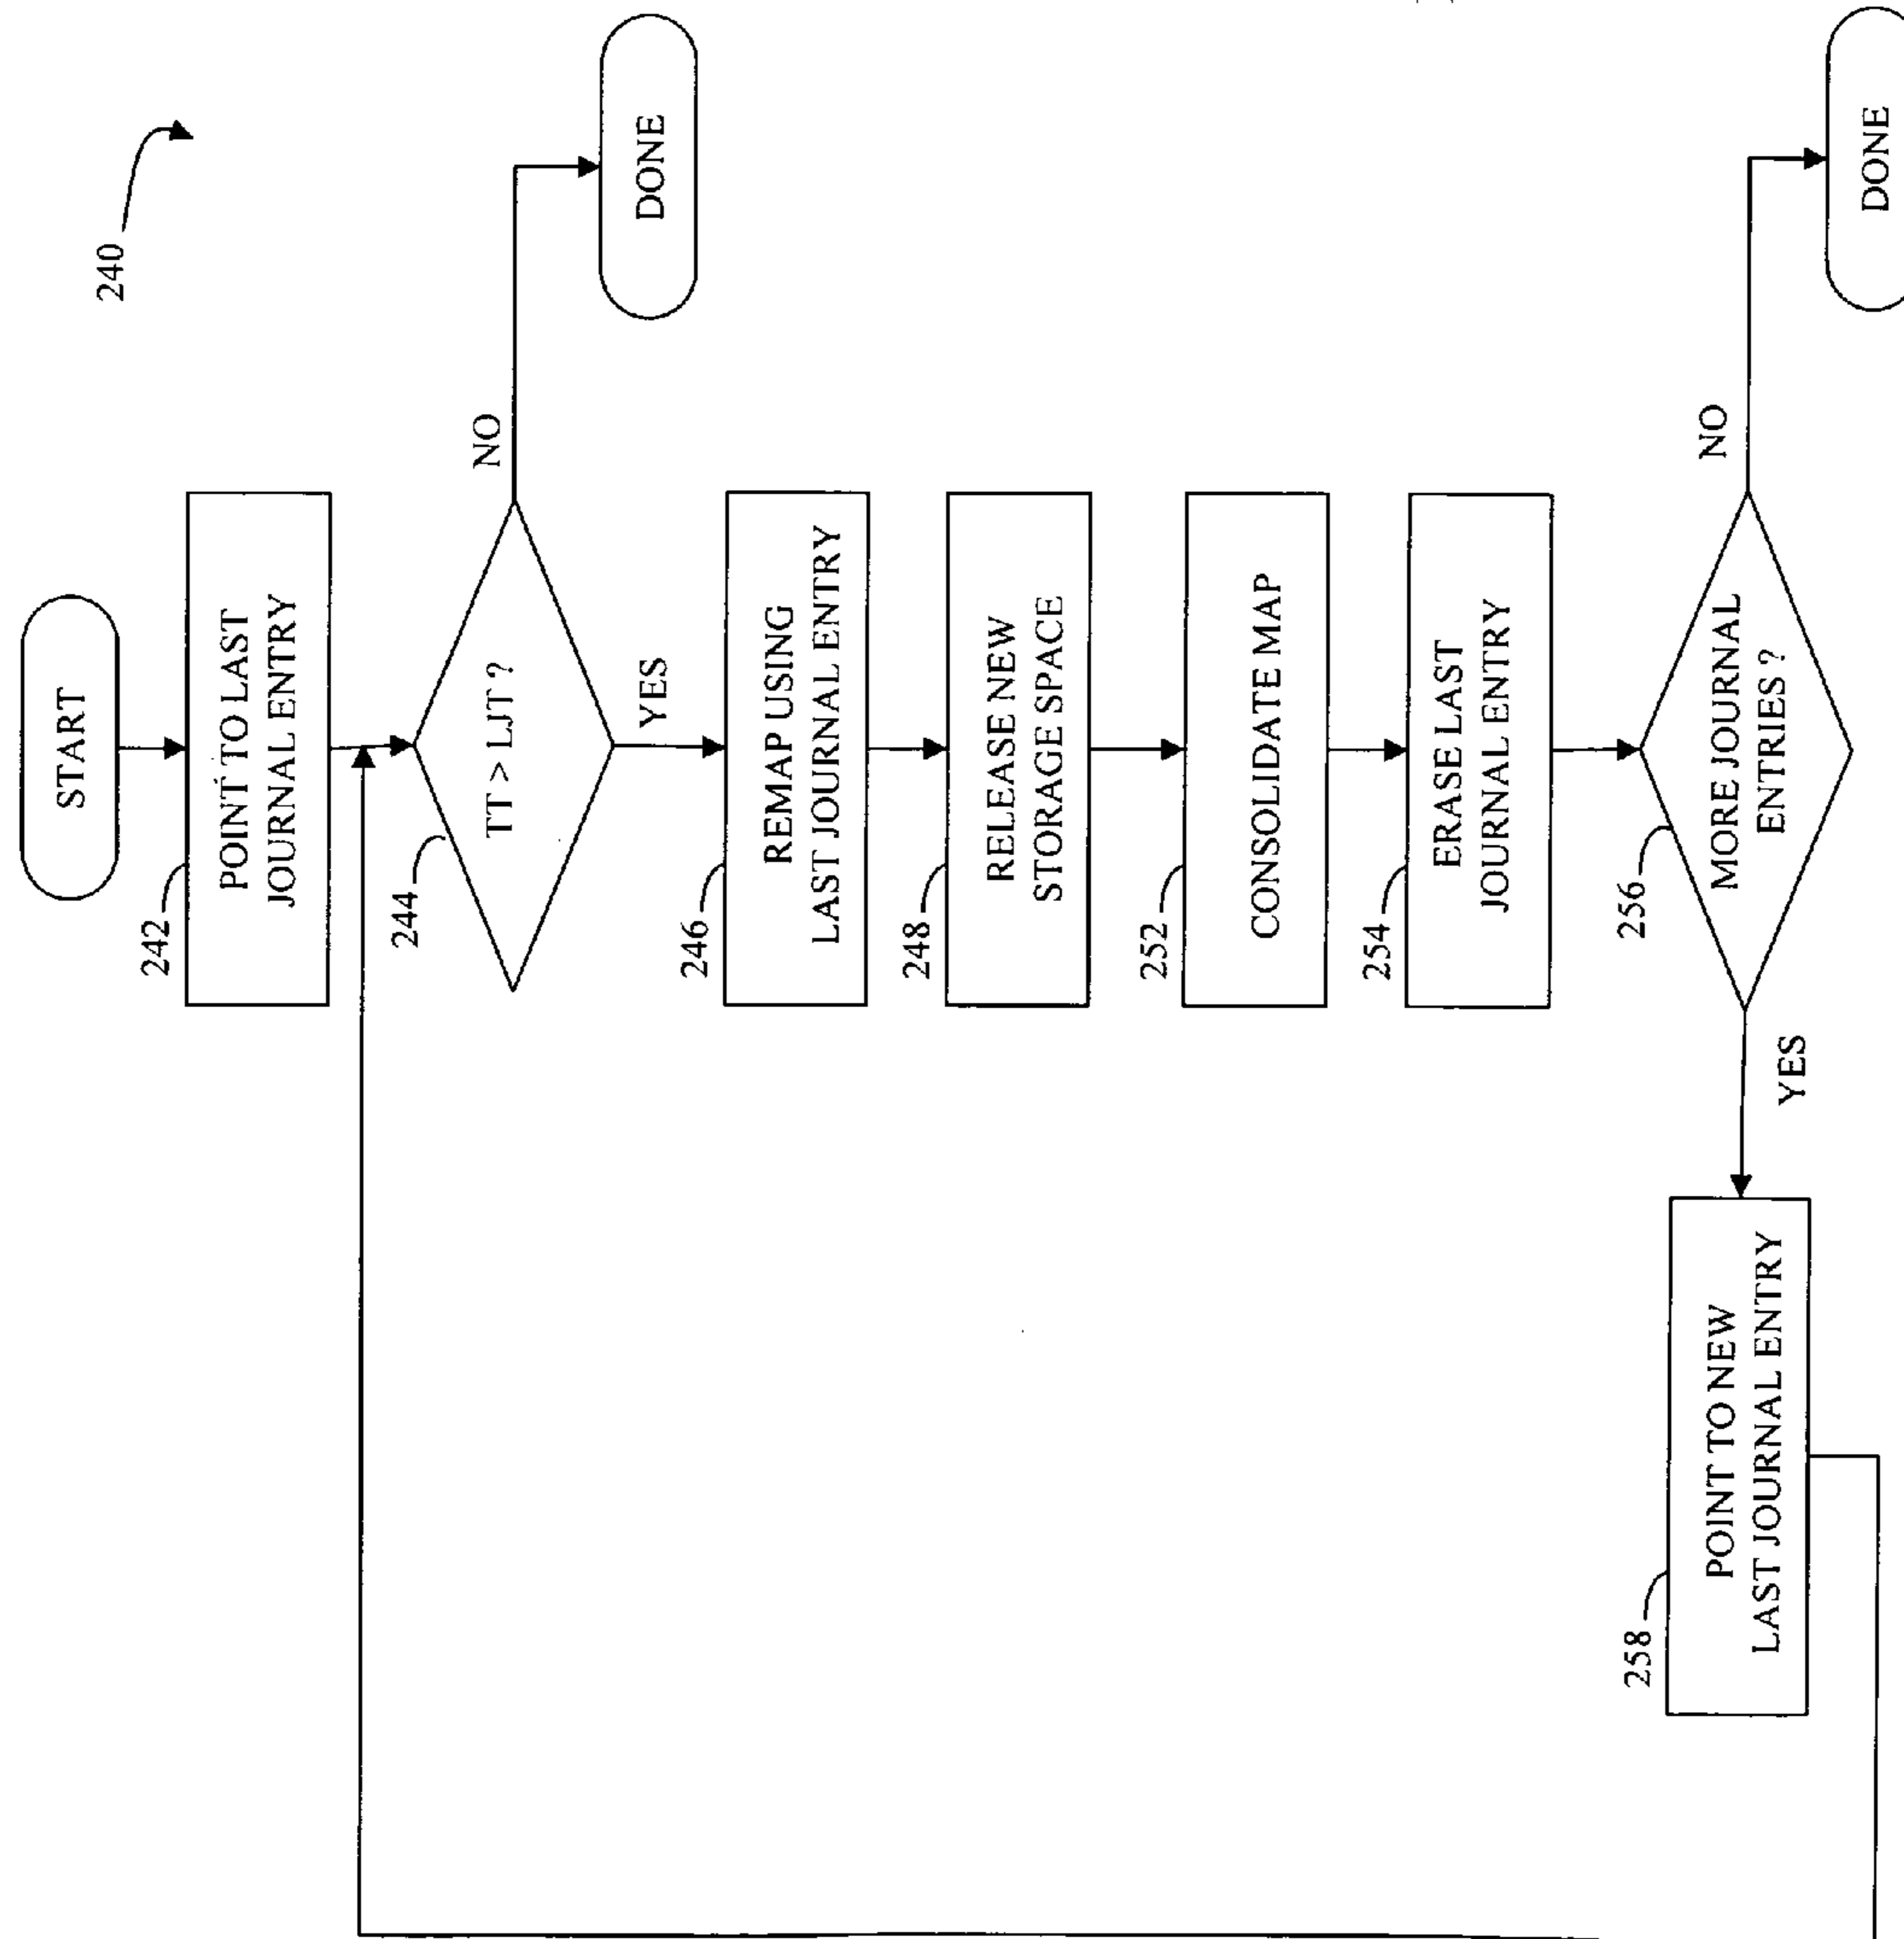 240
START
242
POINT TO LAST
JOURNAL ENTRY
244
TT > LJT ?
NO
DONE
YES
246
REMAP USING
LAST JOURNAL ENTRY
248
RELEASE NEW
STORAGE SPACE
252
CONSOLIDATE MAP
254
ERASE LAST
JOURNAL ENTRY
256
MORE JOURNAL
ENTRIES ?
NO
DONE
YES
258
POINT TO NEW
LAST JOURNAL ENTRY